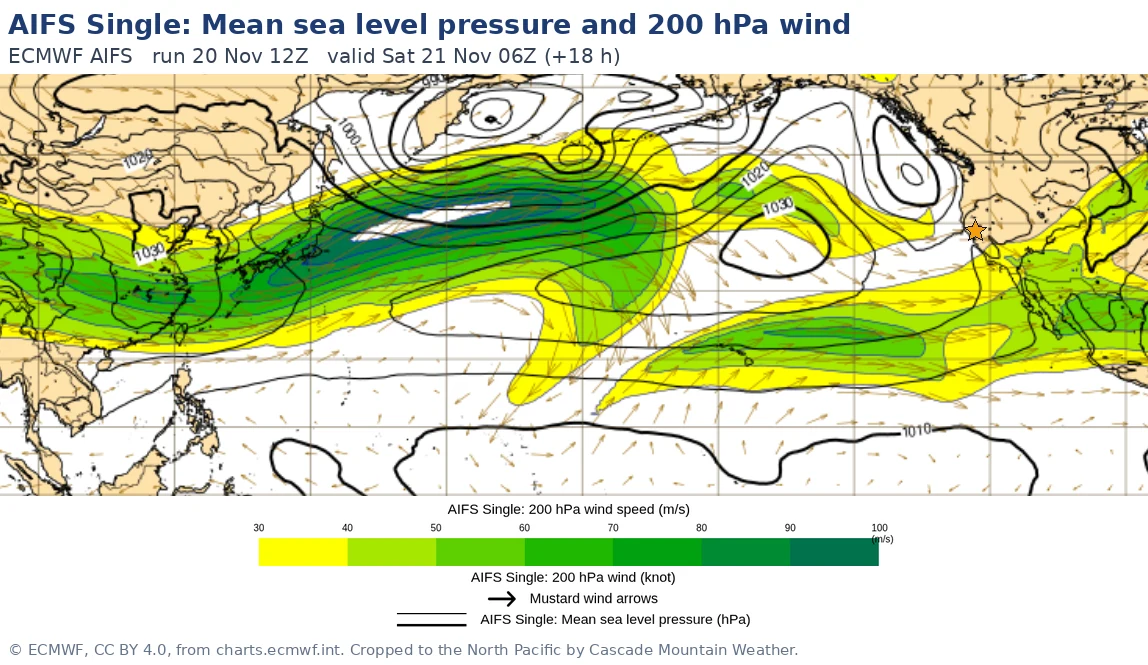 AIFS Single: Mean sea level pressure and 200 hPa wind
ECMWF AIFS run 20 Nov 12Z valid Sat 21 Nov 06Z (+18 h)
1000
1020
1020
1030
1030
1010
AIFS Single: 200 hPa wind speed (m/s)
30 40 50 60 70 80 90 100
(m/s)
AIFS Single: 200 hPa wind (knot)
Mustard wind arrows
AIFS Single: Mean sea level pressure (hPa)
© ECMWF, CC BY 4.0, from charts.ecmwf.int. Cropped to the North Pacific by Cascade Mountain Weather.